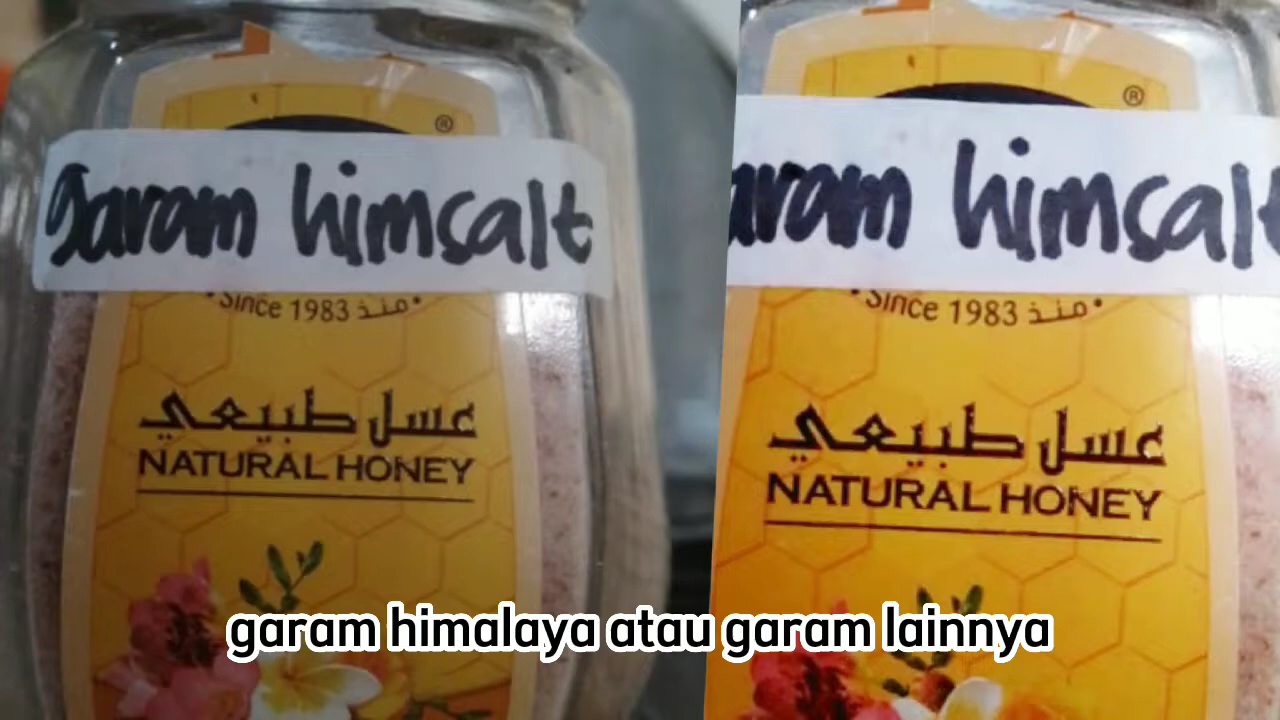 garam himsalt
®
• Since 1983 منذ •
عسل طبيعي
NATURAL HONEY
aram himsalt
®
• Since 1983 منذ •
عسل طبيعي
NATURAL HONEY
garam himalaya atau garam lainnya